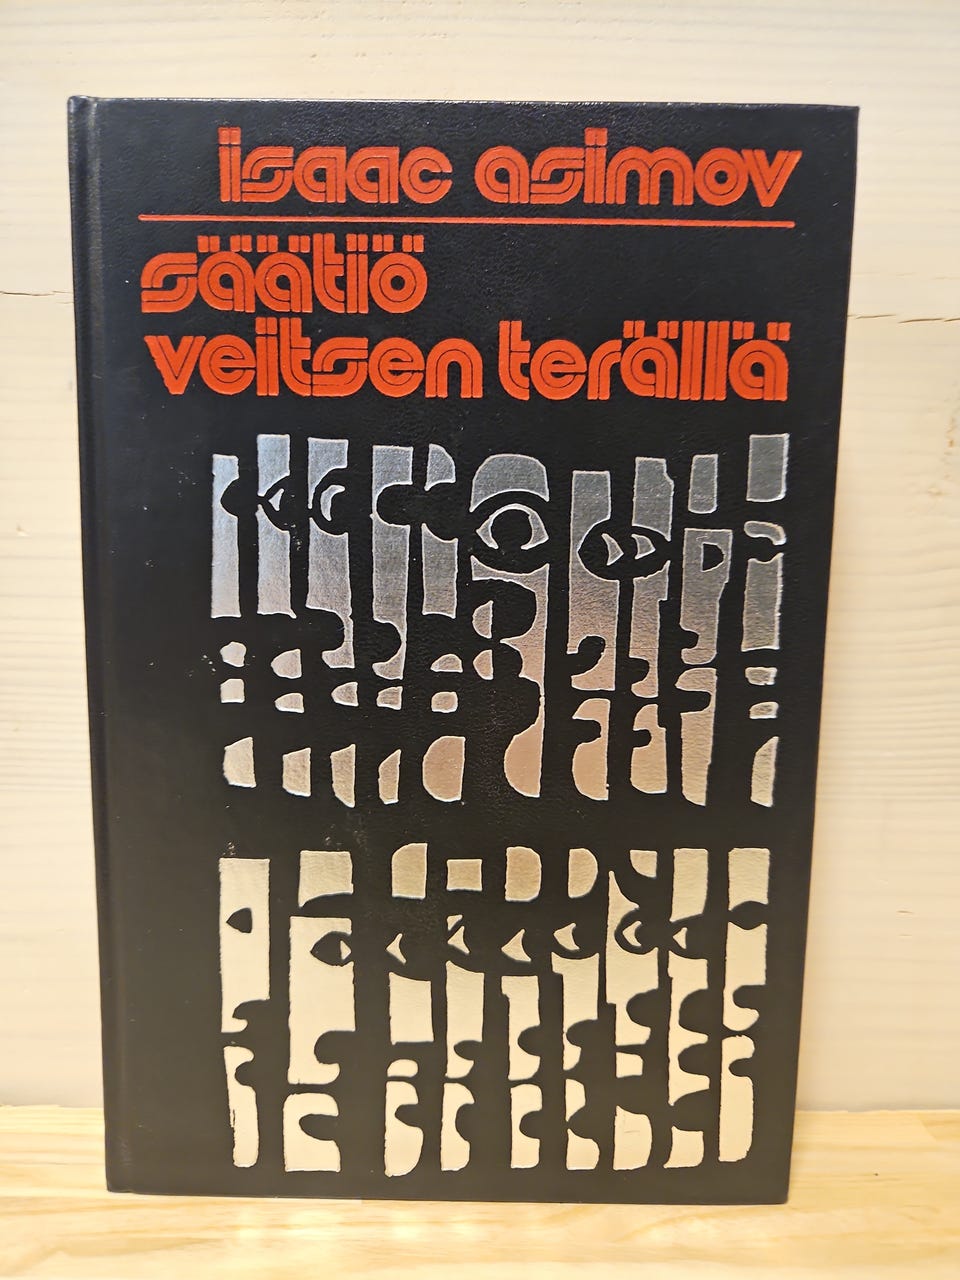 isaac asimov
säätiö
veitsen terällä